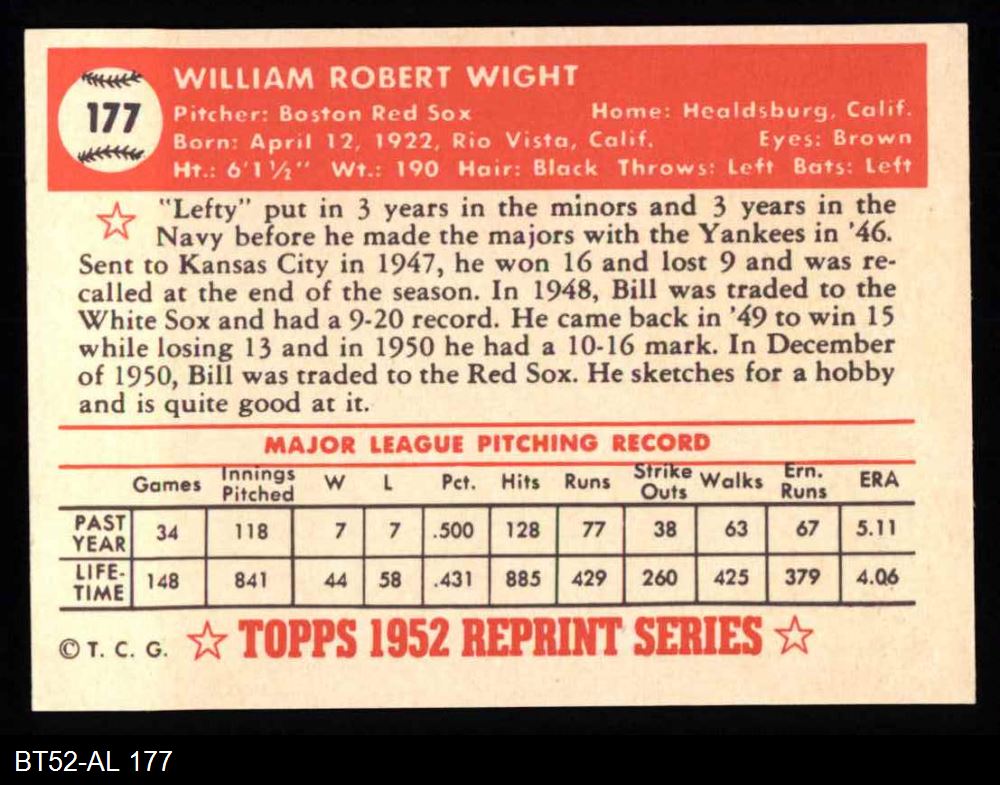 177
WILLIAM ROBERT WIGHT
Pitcher: Boston Red Sox Home: Healdsburg, Calif.
Born: April 12, 1922, Rio Vista, Calif. Eyes: Brown
Ht.: 6'1½" Wt.: 190 Hair: Black Throws: Left Bats: Left
"Lefty" put in 3 years in the minors and 3 years in the
Navy before he made the majors with the Yankees in '46.
Sent to Kansas City in 1947, he won 16 and lost 9 and was re-
called at the end of the season. In 1948, Bill was traded to the
White Sox and had a 9-20 record. He came back in '49 to win 15
while losing 13 and in 1950 he had a 10-16 mark. In December
of 1950, Bill was traded to the Red Sox. He sketches for a hobby
and is quite good at it.
MAJOR LEAGUE PITCHING RECORD
Games Innings Pitched W L Pct. Hits Runs Strike Outs Walks Ern. Runs ERA
PAST YEAR 34 118 7 7 .500 128 77 38 63 67 5.11
LIFE-TIME 148 841 44 58 .431 885 429 260 425 379 4.06
© T. C. G. ☆ TOPPS 1952 REPRINT SERIES ☆
BT52-AL 177